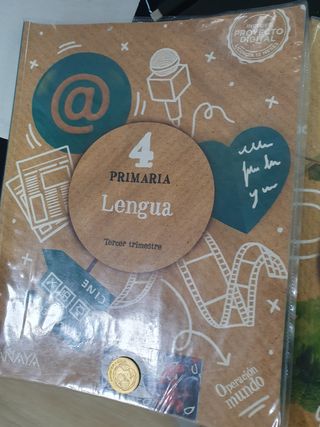 PROYECTO
DIGITAL
@
4
PRIMARIA
Lengua
Tercer trimestre
CINE
ANAYA
Operación
mundo